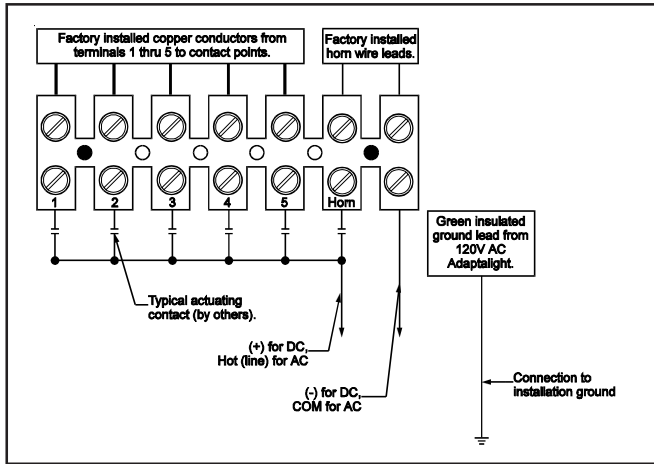 Factory installed copper conductors from
terminals 1 thru 5 to contact points.
Factory installed
horn wire leads.
1 2 3 4 5 Horn
Green insulated
ground lead from
120V AC
Adaptalight.
Typical actuating
contact (by others).
(+) for DC,
Hot (line) for AC
(-) for DC,
COM for AC
Connection to
installation ground